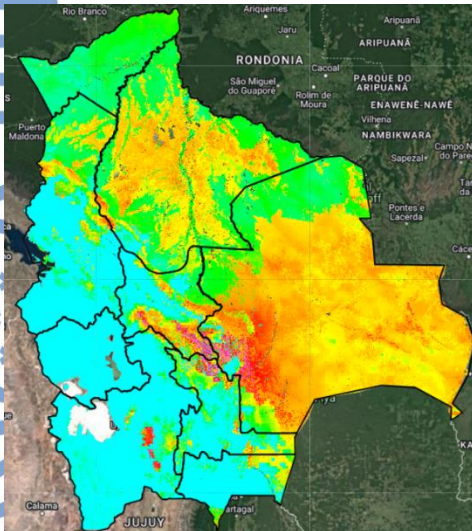 Rio Branco
Ariquemes
Jaru
Aripuanã
ARIPUANÃ
RONDONIA
Cacoal
São Miguel
do Guaporé
PARQUE DO
ARIPUANÃ
Rolim de
Moura
ENAWENÊ-NAWÊ
Vilhena
NAMBIKWARA
Puerto
Maldona
Sapezal
Campo N
do Pare
Pontes e
Lacerda
Các
artagal
Calama
JUJUY